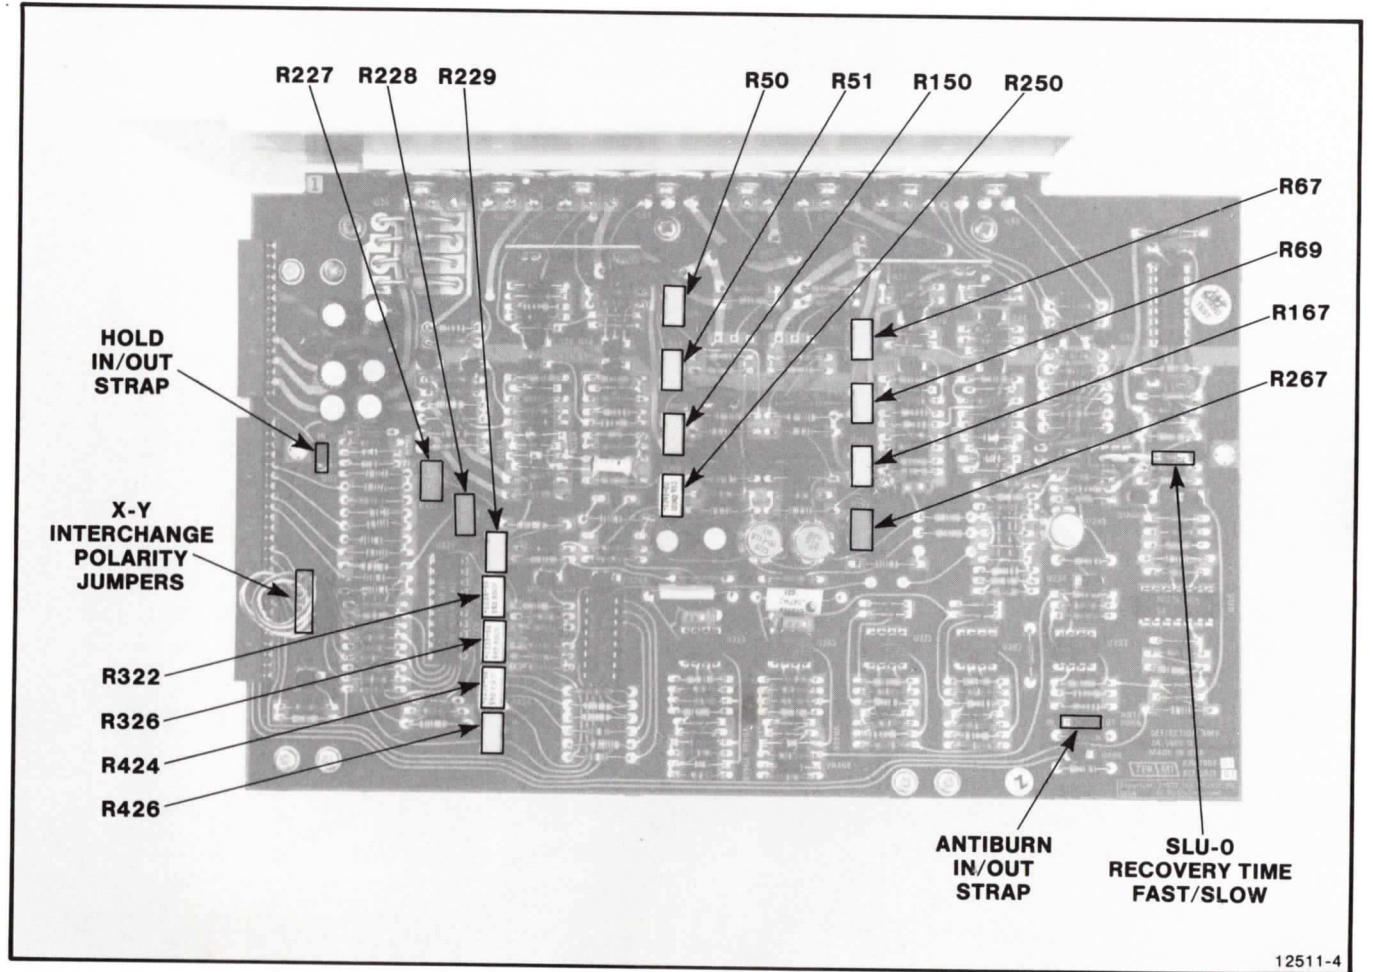 R227 R228 R229 R50 R51 R150 R250
R67
R69
R167
R267
HOLD
IN/OUT
STRAP
X-Y
INTERCHANGE
POLARITY
JUMPERS
R322
R326
R424
R426
1
Z
ANTIBURN
IN/OUT
STRAP
SLU-0
RECOVERY TIME
FAST/SLOW
12511-4